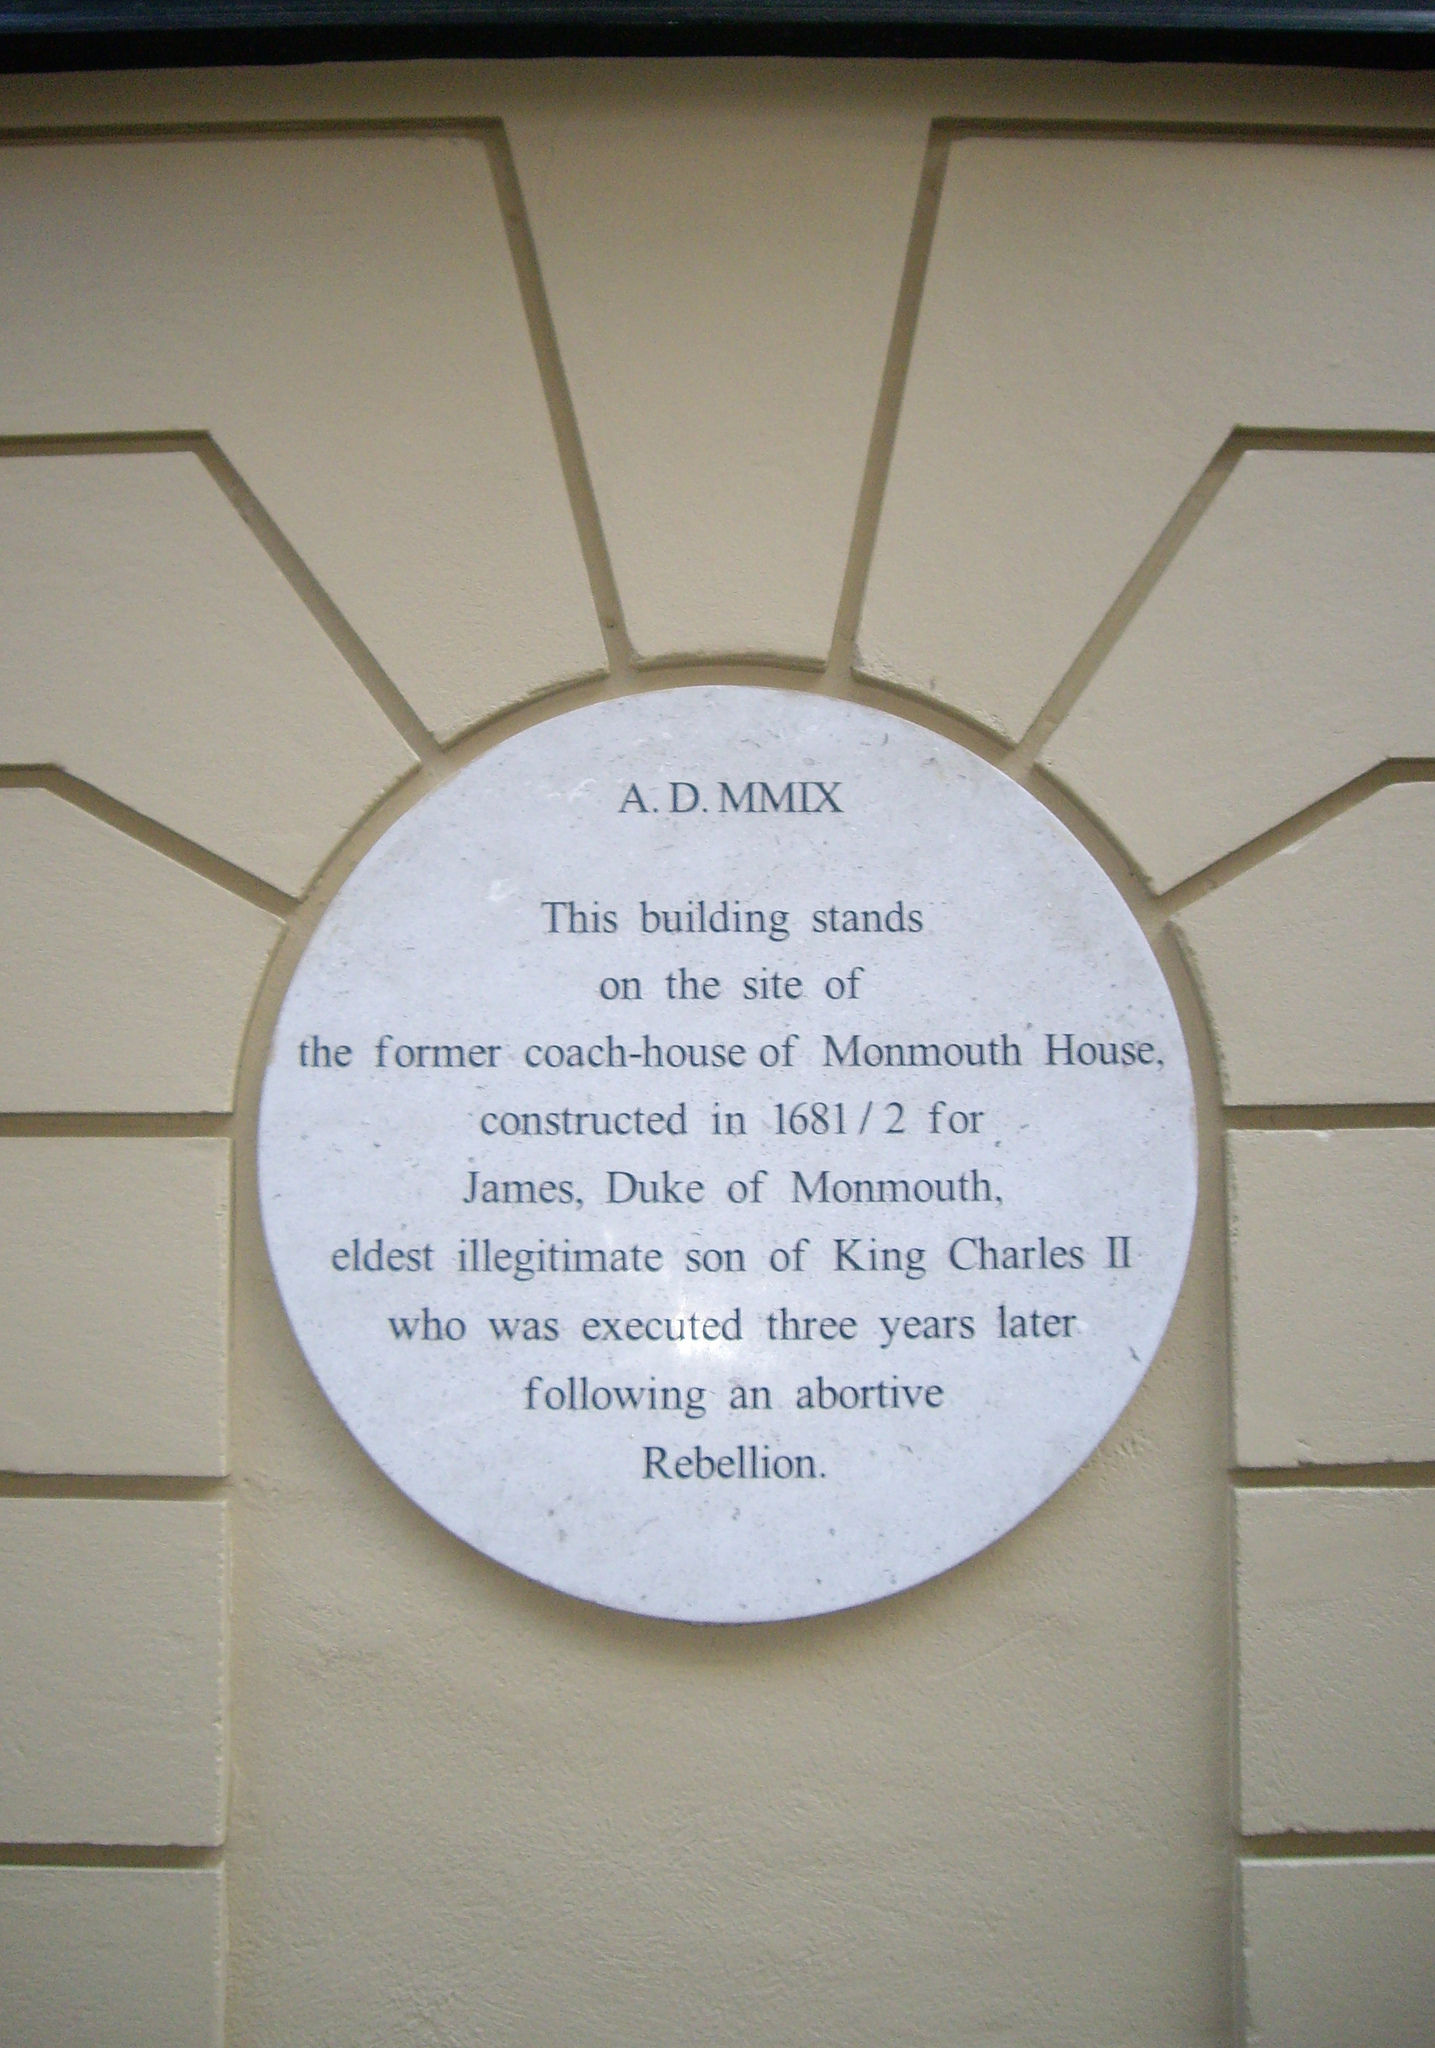 A. D. MMIX
This building stands
on the site of
the former coach-house of Monmouth House,
constructed in 1681 / 2 for
James, Duke of Monmouth,
eldest illegitimate son of King Charles II
who was executed three years later
following an abortive
Rebellion.